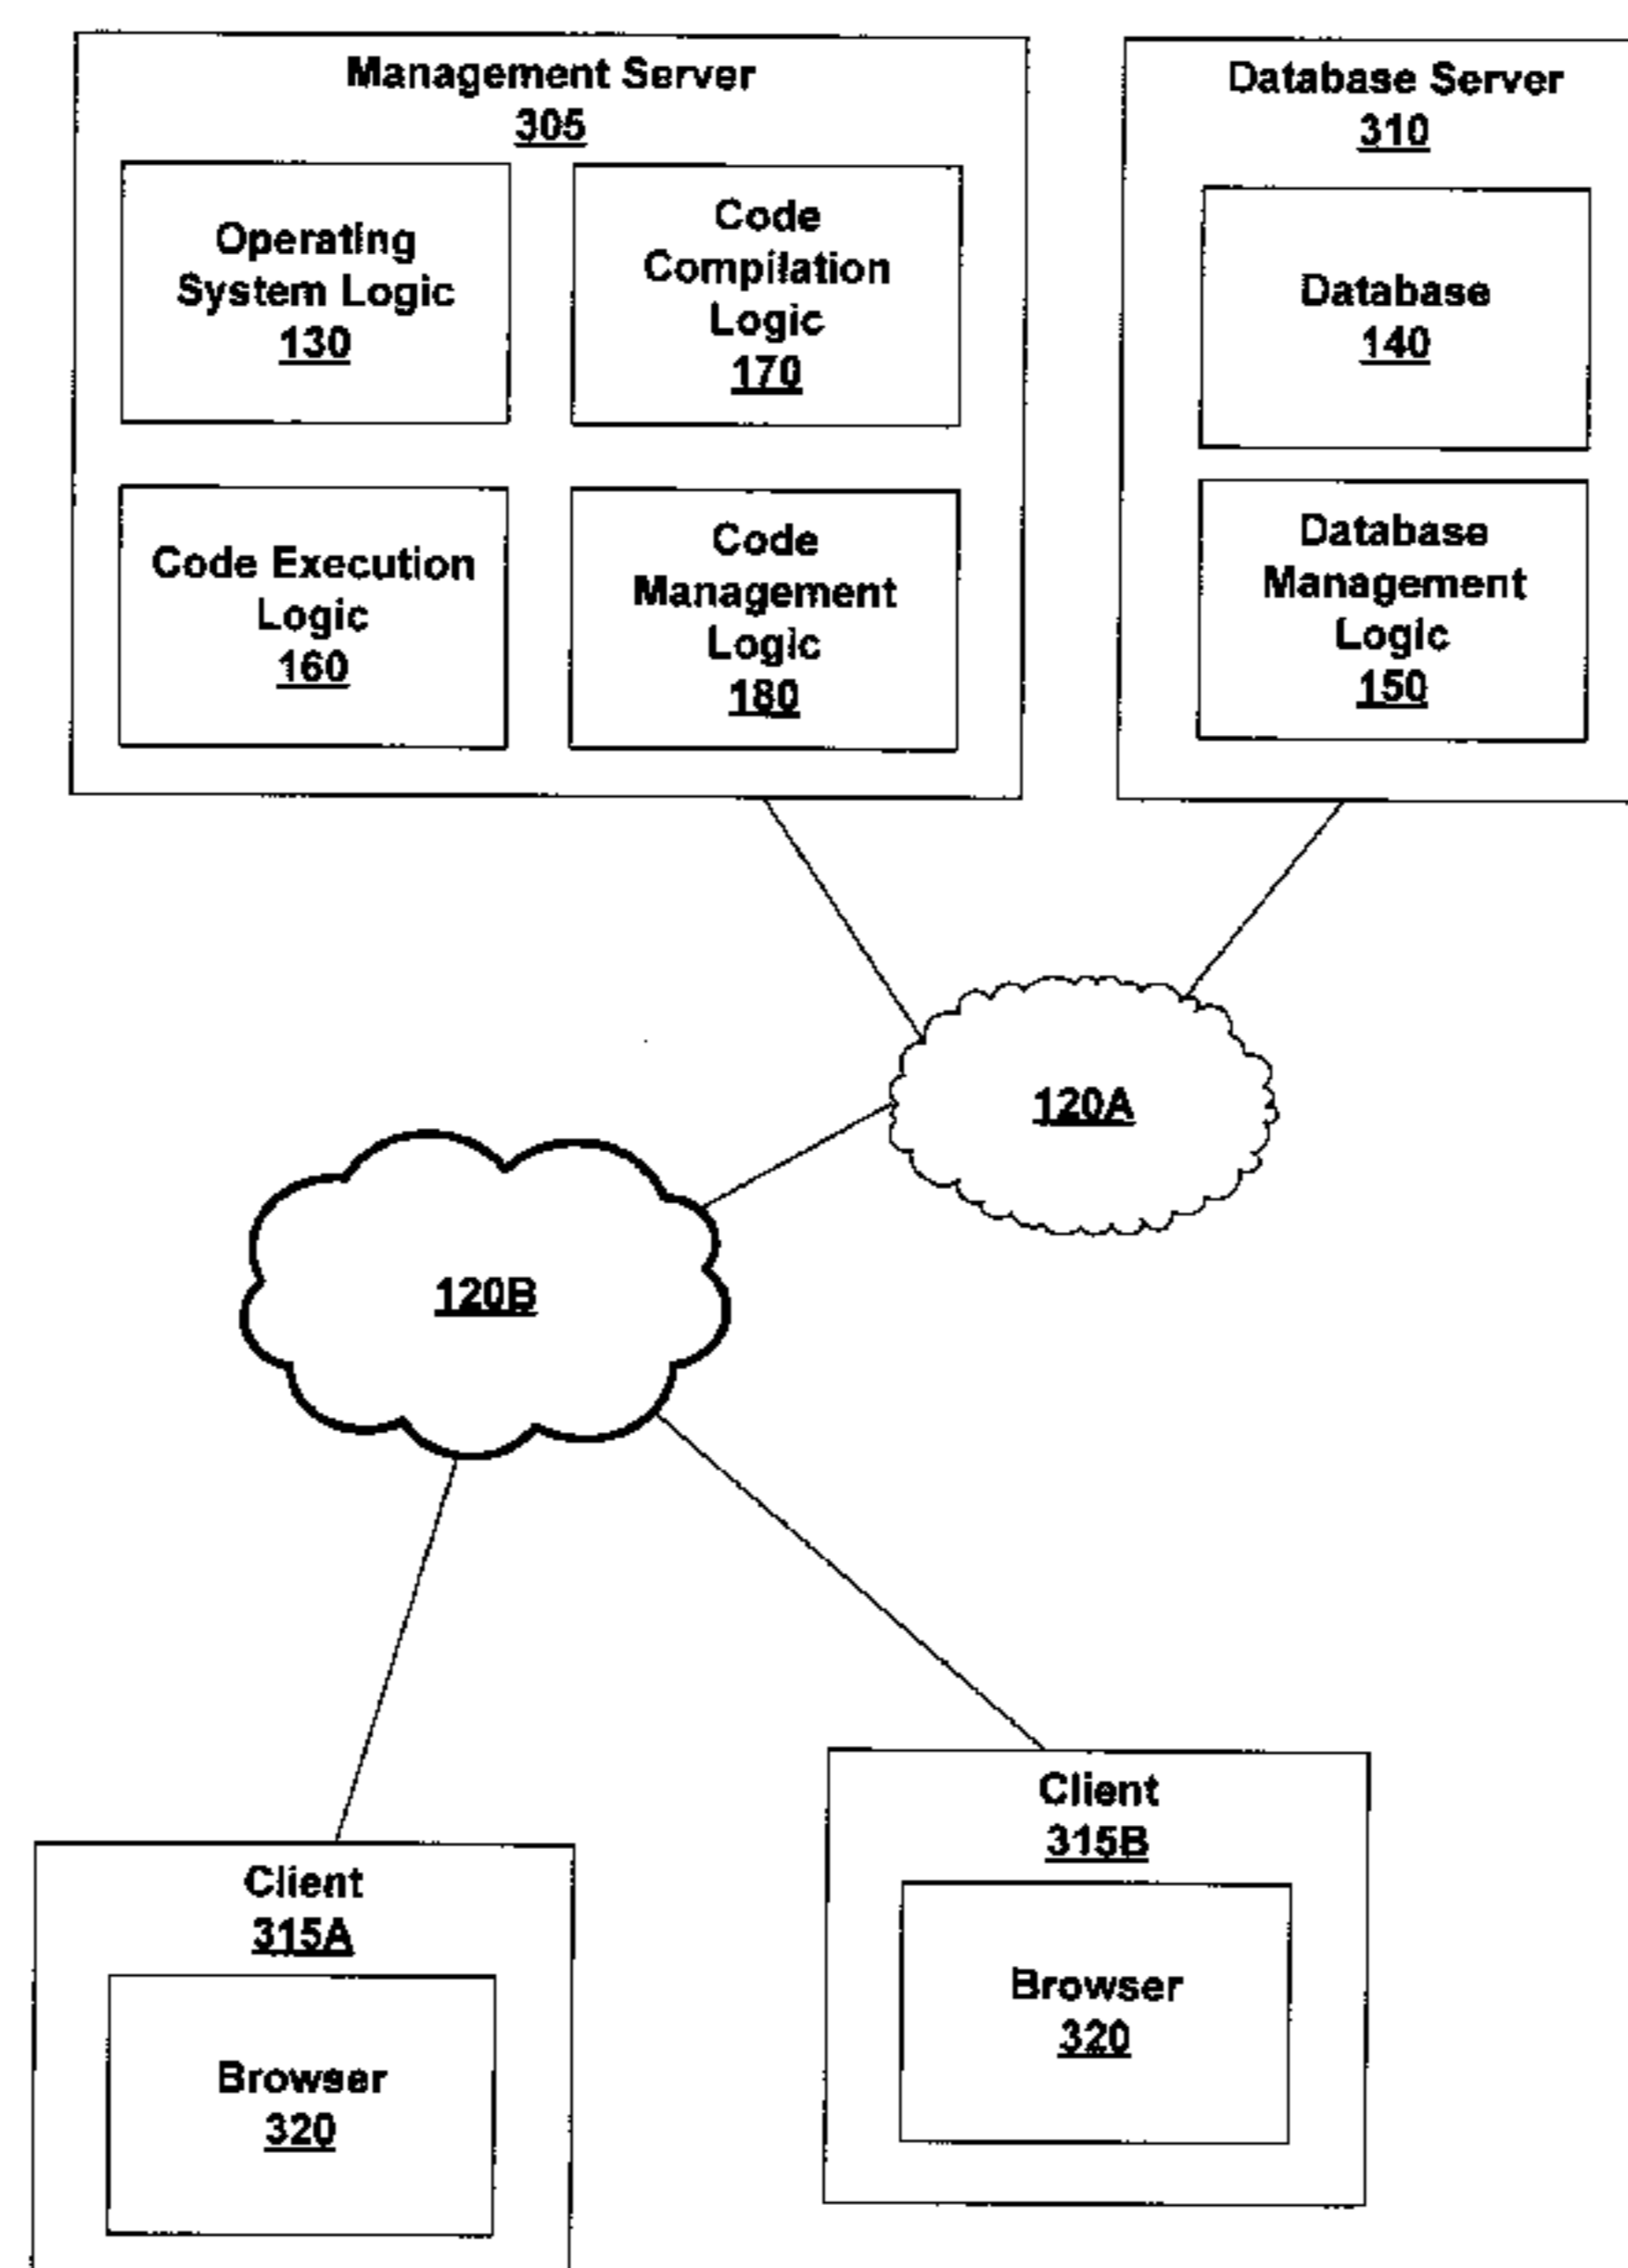 Management Server
305
Operating
System Logic
130
Code
Compilation
Logic
170
Code Execution
Logic
160
Code
Management
Logic
180
Database Server
310
Database
140
Database
Management
Logic
150
120A
120B
Client
315A
Browser
320
Client
315B
Browser
320